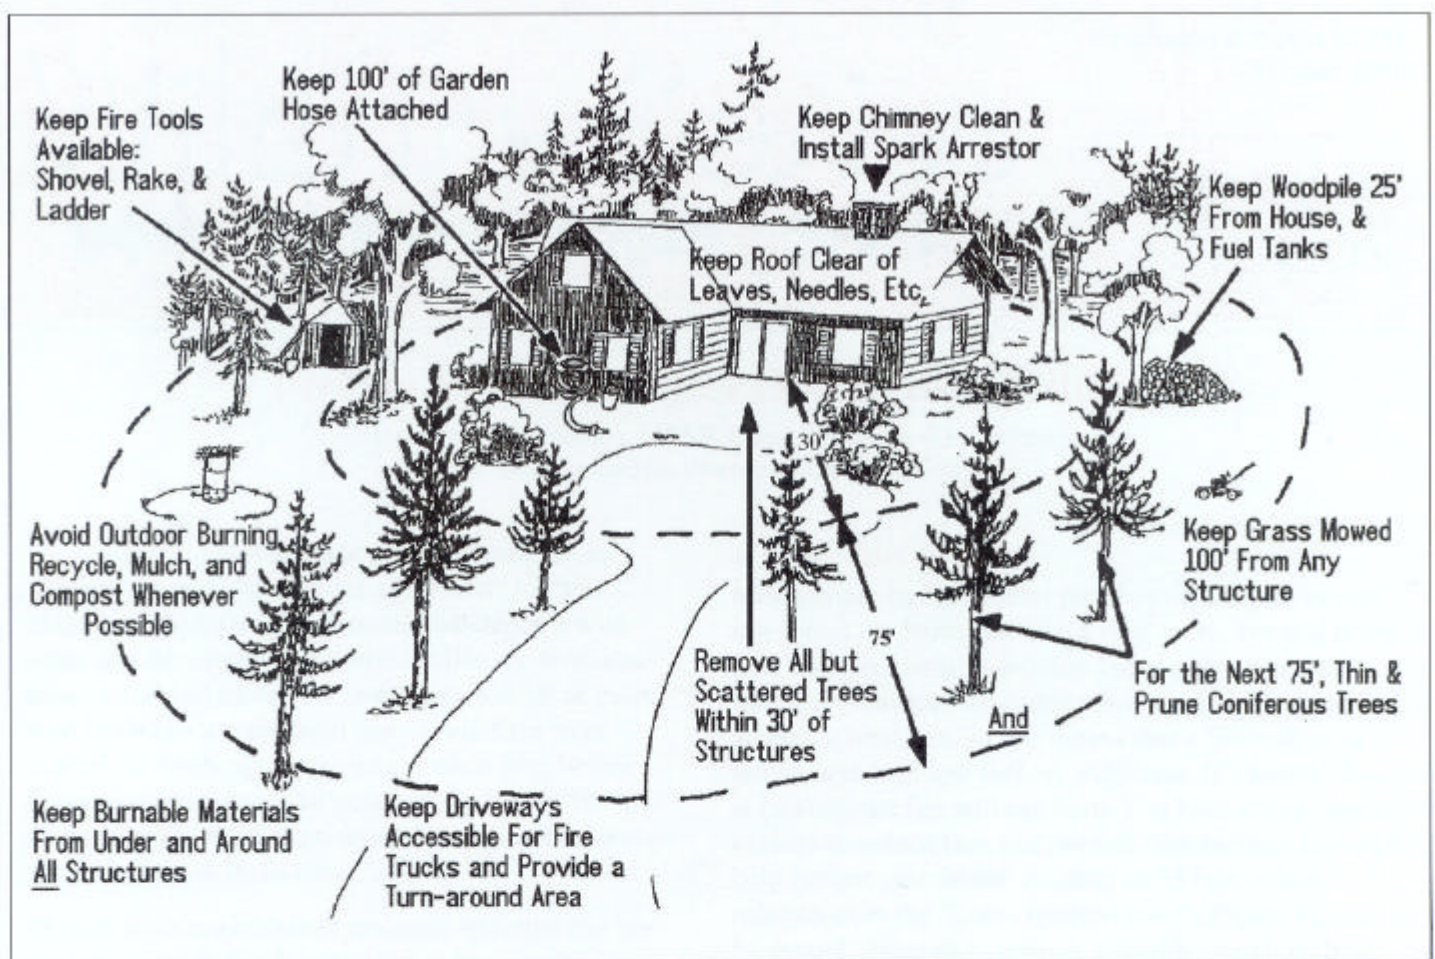 Keep 100' of Garden
Hose Attached
Keep Fire Tools
Available:
Shovel, Rake, &
Ladder
Keep Chimney Clean &
Install Spark Arrestor
Keep Woodpile 25'
From House, &
Fuel Tanks
Keep Roof Clear of
Leaves, Needles, Etc.
30'
Avoid Outdoor Burning,
Recycle, Mulch, and
Compost Whenever
Possible
Keep Grass Mowed
100' From Any
Structure
75'
Remove All but
Scattered Trees
Within 30' of
Structures
And
For the Next 75', Thin &
Prune Coniferous Trees
Keep Burnable Materials
From Under and Around
All Structures
Keep Driveways
Accessible For Fire
Trucks and Provide a
Turn-around Area